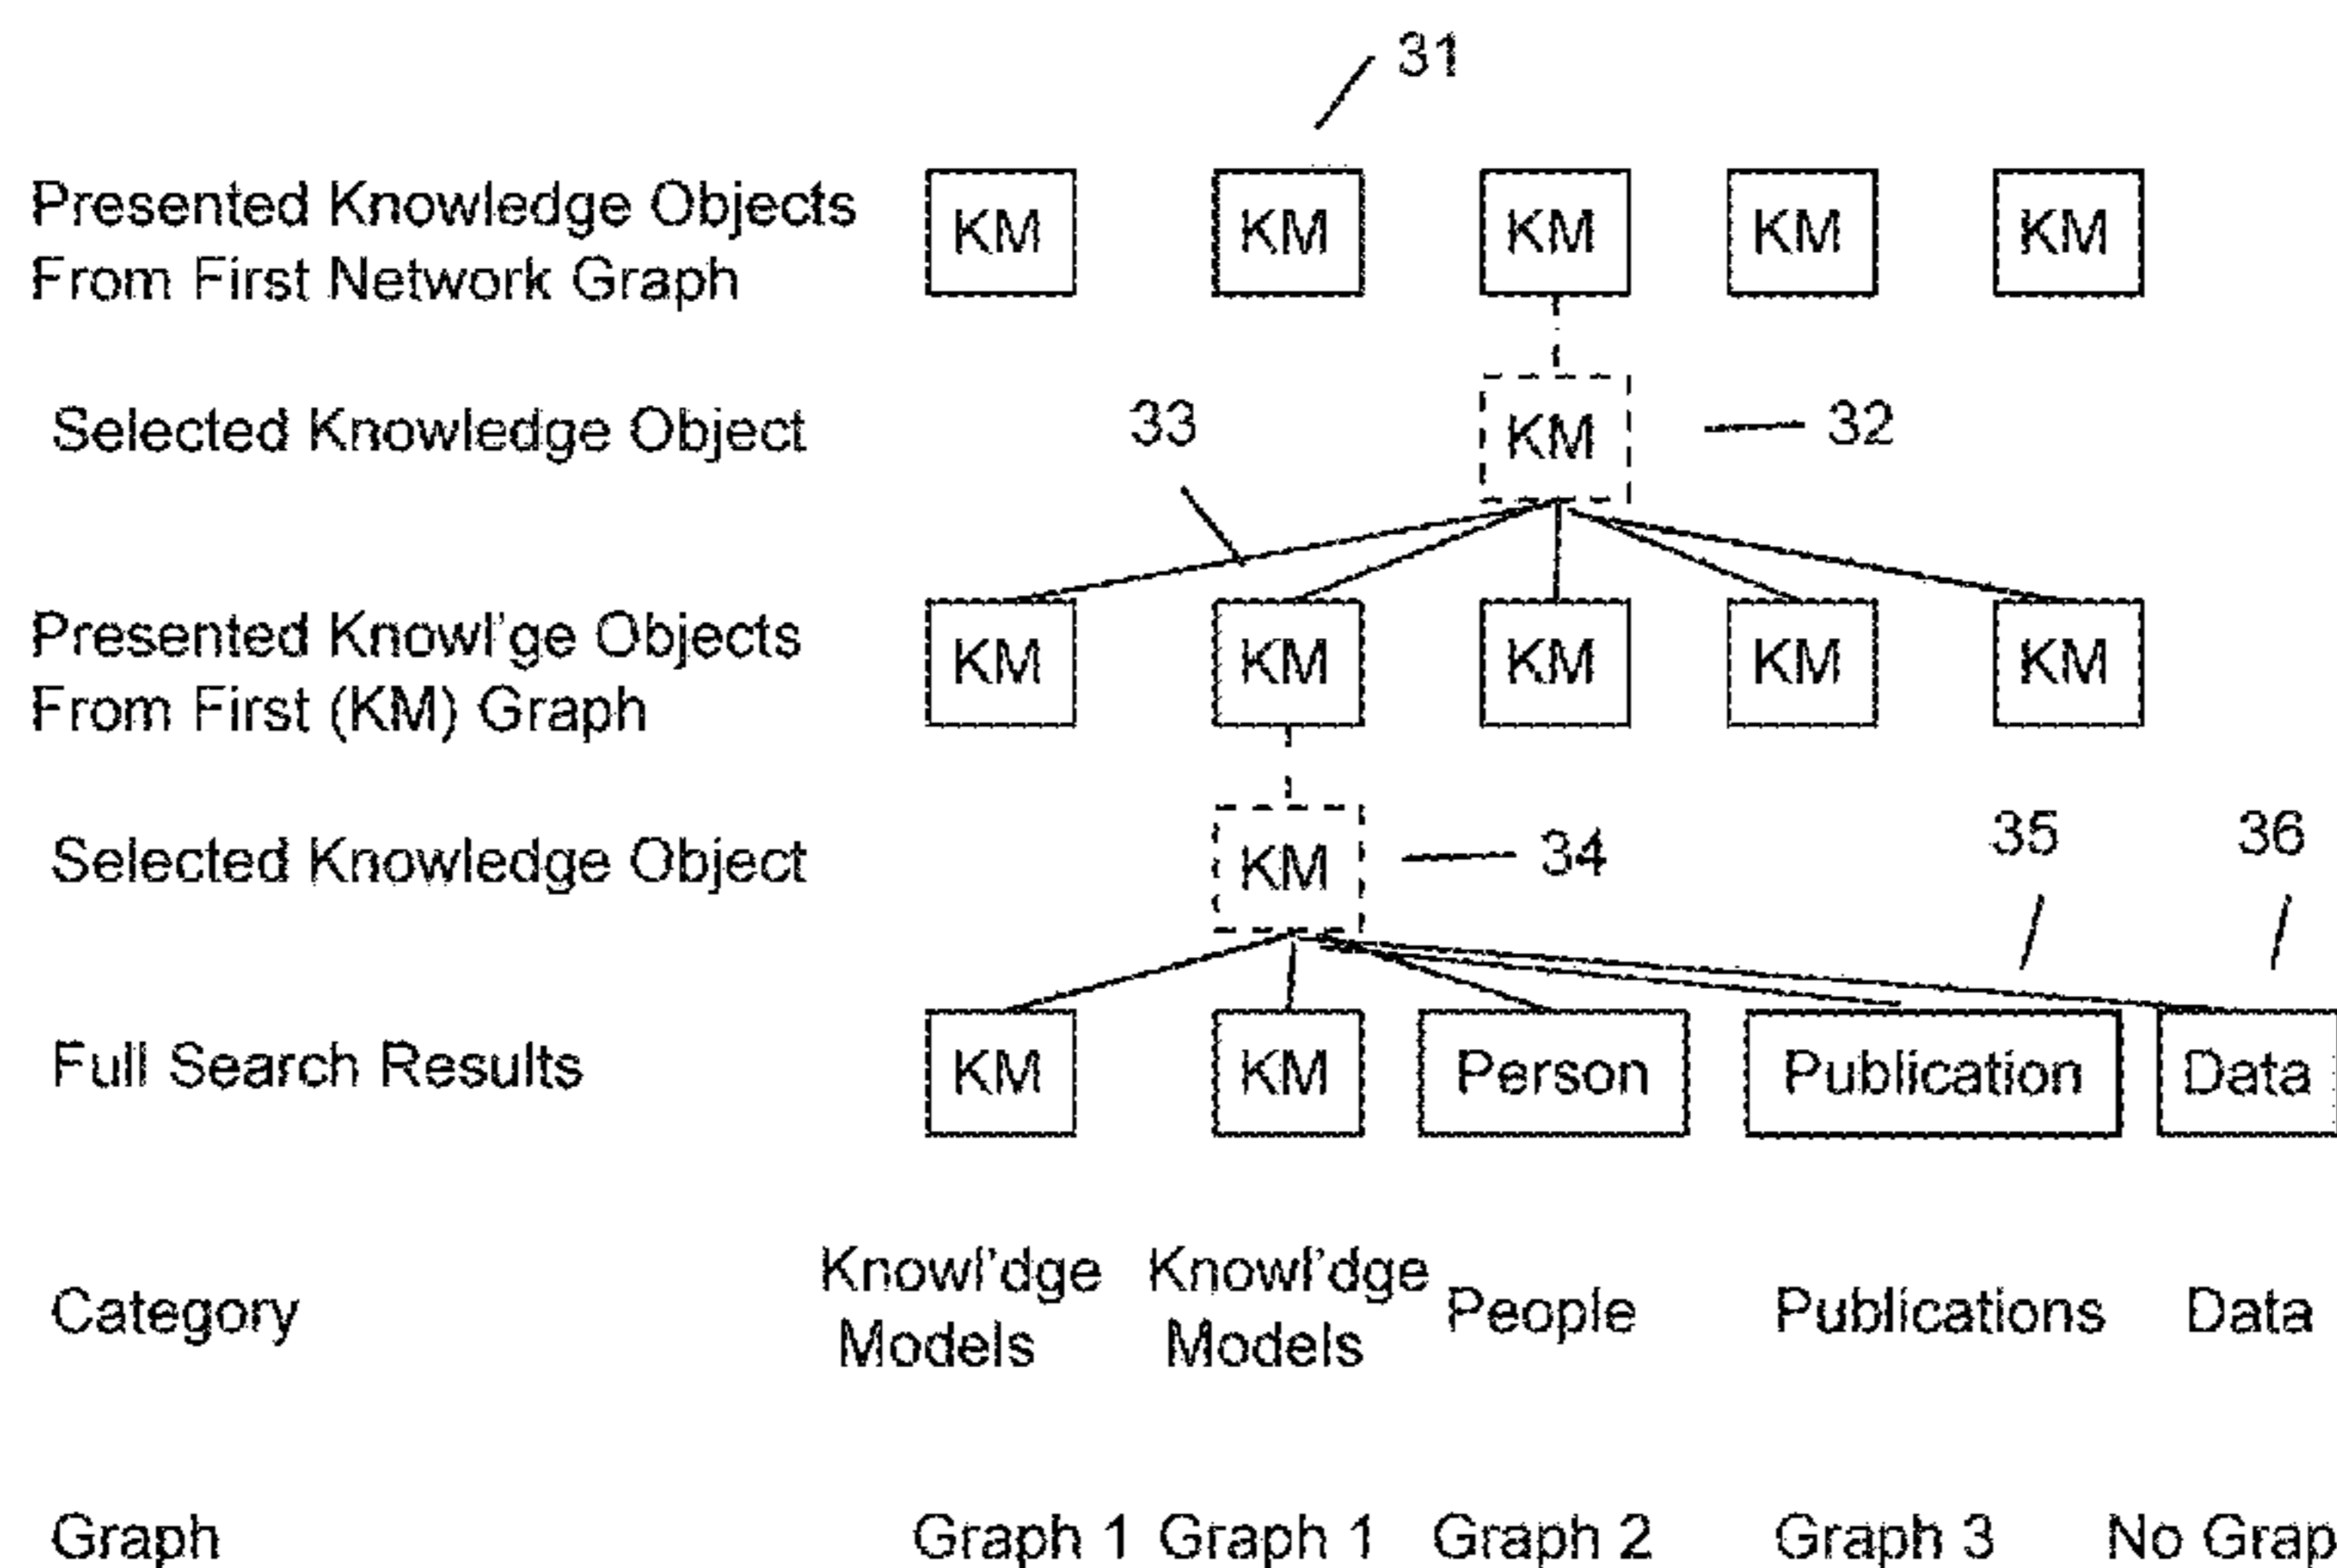 31
Presented Knowledge Objects
From First Network Graph
KM KM KM KM KM
Selected Knowledge Object
33
KM
32
Presented Knowl'ge Objects
From First (KM) Graph
KM KM KM KM KM
Selected Knowledge Object
KM
34
35
36
Full Search Results
KM KM Person Publication Data
Category
Knowl'dge
Models
Knowl'dge
Models
People
Publications
Data
Graph
Graph 1 Graph 1 Graph 2 Graph 3 No Grap